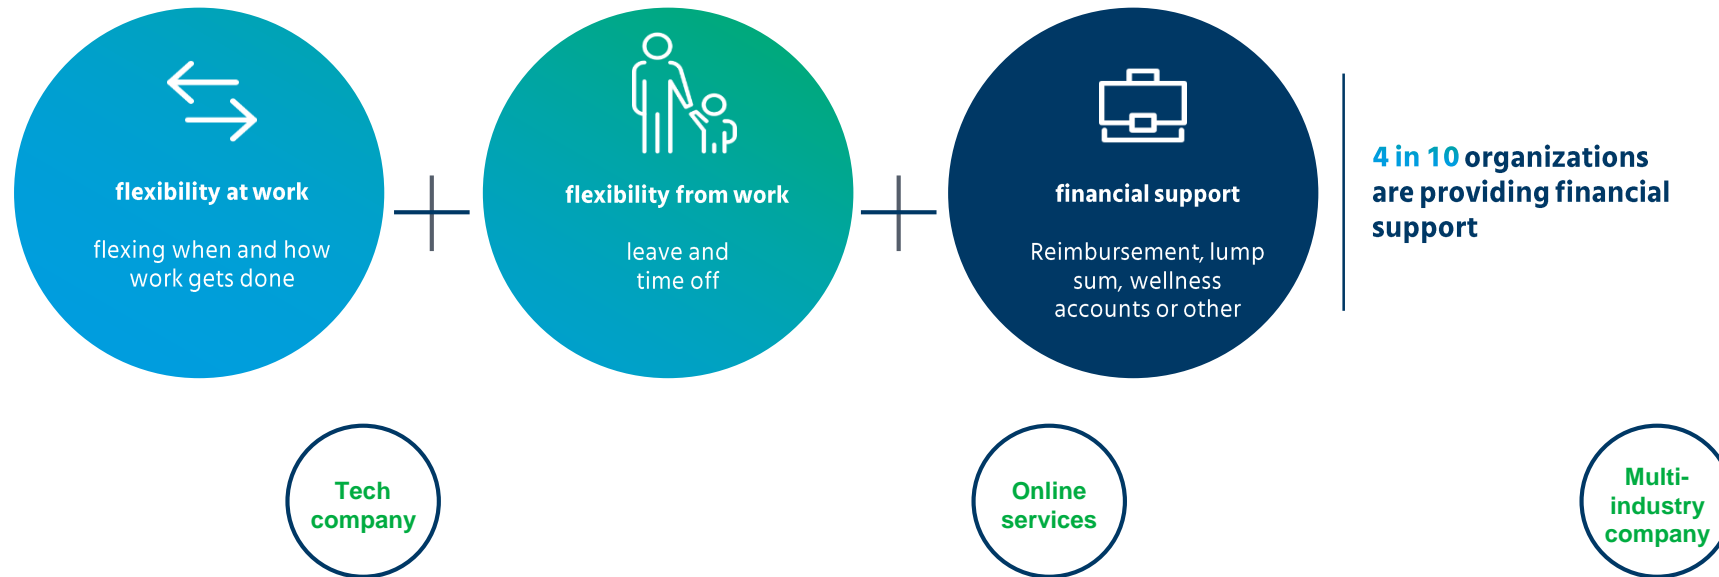 flexibility at work
flexing when and how
work gets done
flexibility from work
leave and
time off
financial support
Reimbursement, lump
sum, wellness
accounts or other
4 in 10 organizations
are providing financial
support
Tech
company
Online
services
Multi-
industry
company